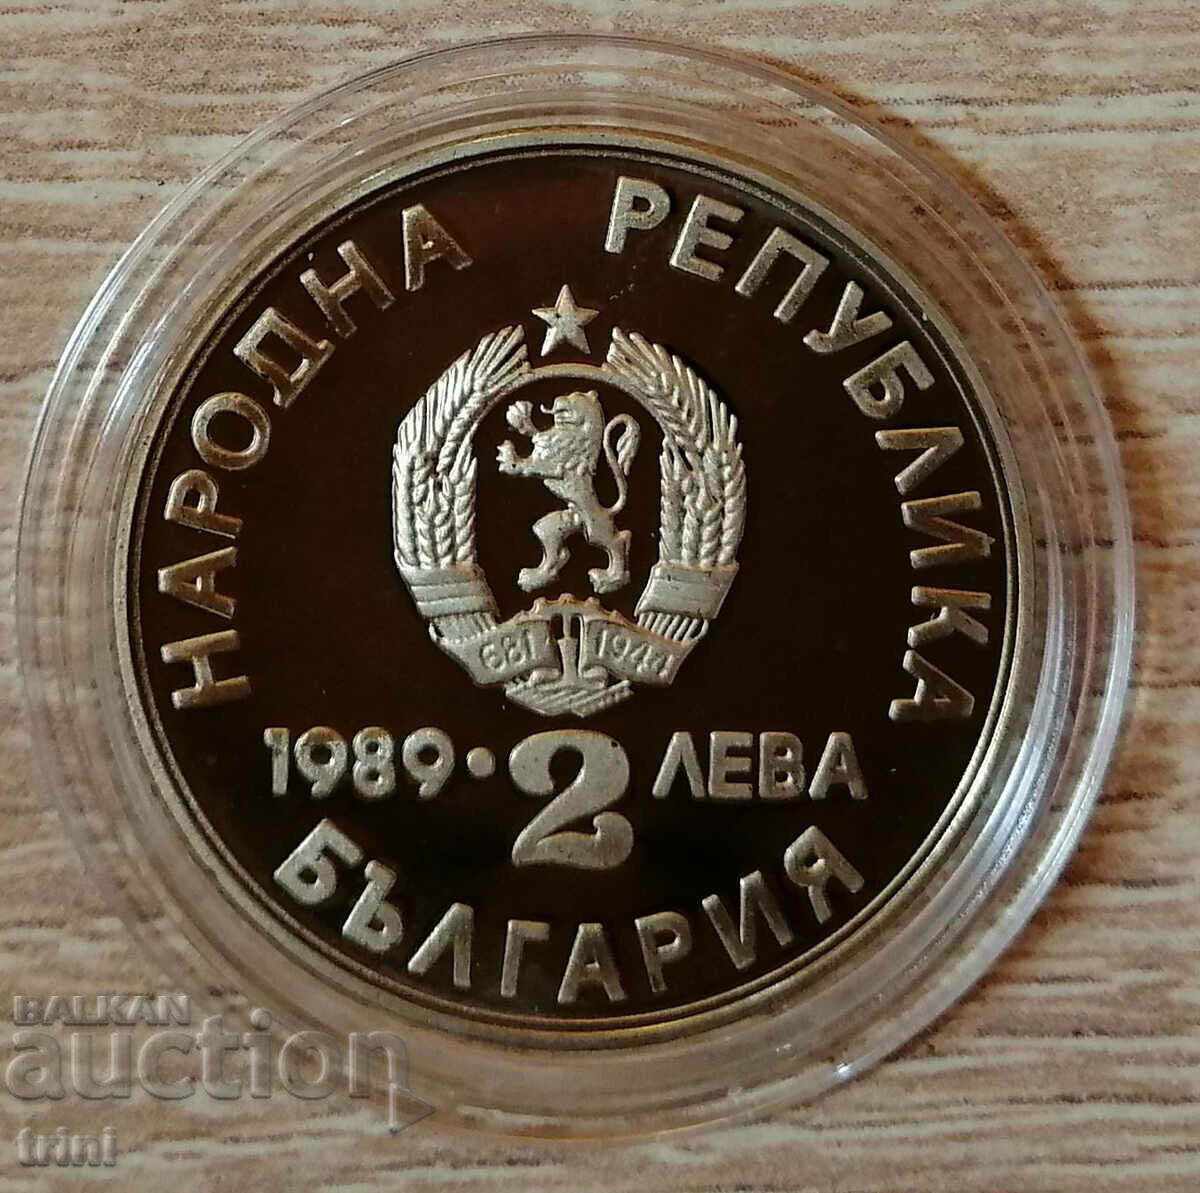 НАРОДНА РЕПУБЛИКА
681 1944
1989 · 2 ЛЕВА
БЪЛГАРИЯ
BALKAN
auction
trini